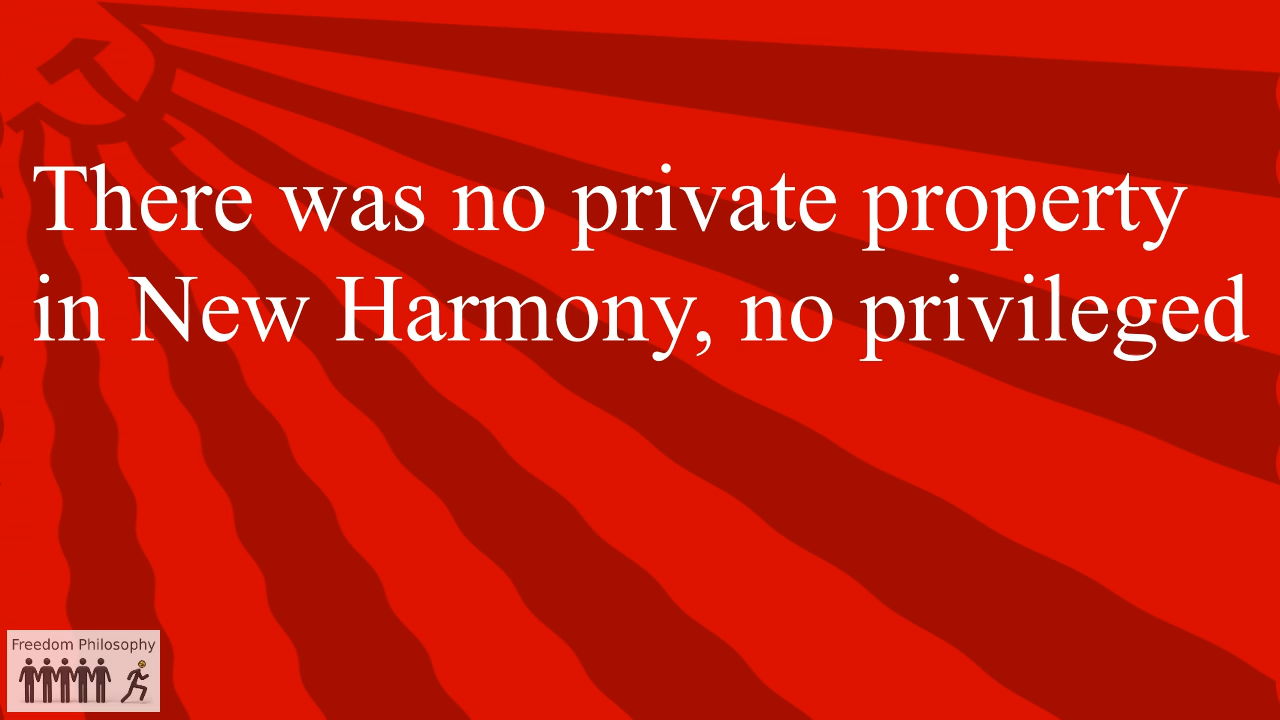 There was no private property
in New Harmony, no privileged
Freedom Philosophy